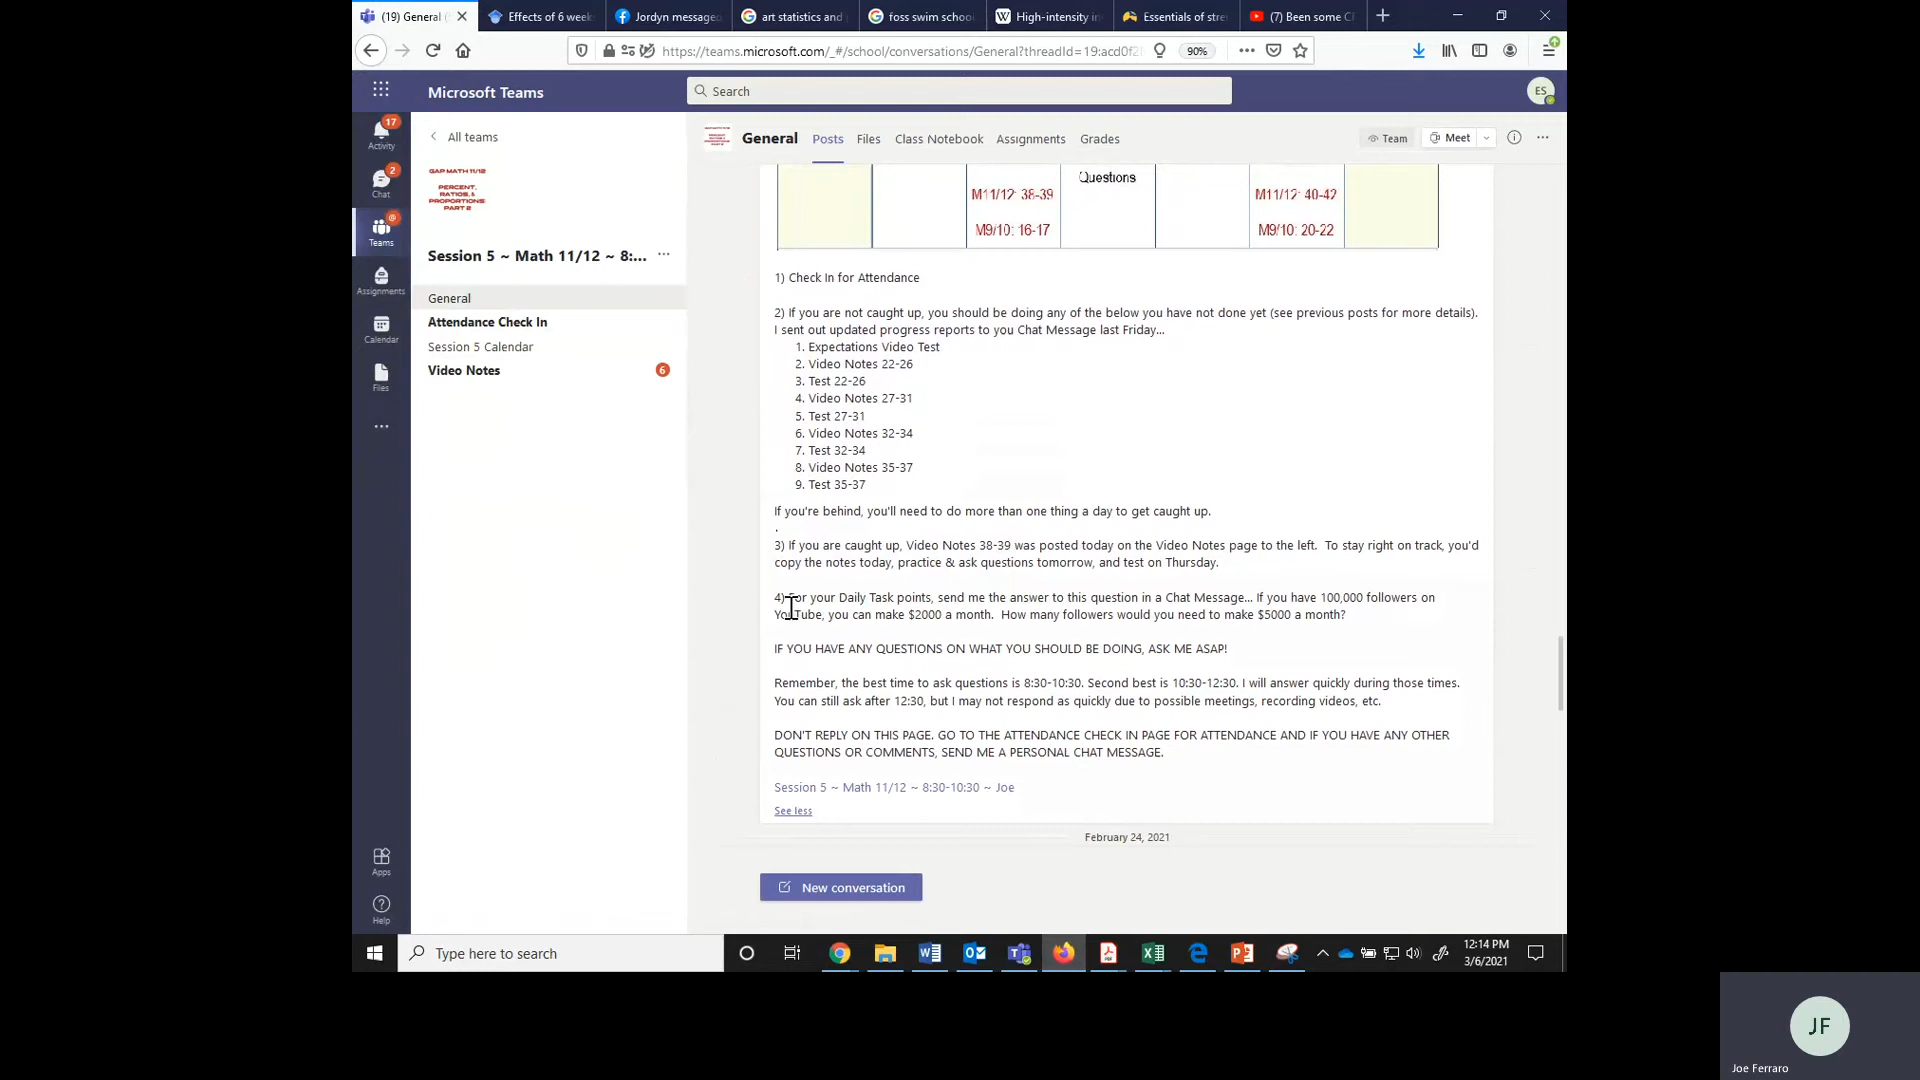 (19) General (
Effects of 6 week
Jordyn message
art statistics and
foss swim schoo
High-intensity in
Essentials of stre
(7) Been some C
https://teams.microsoft.com/_#/school/conversations/General?threadId=19:acd0f2
90%
Microsoft Teams
Search
ES
17
Activity
2
Chat
@
Teams
Assignments
Calendar
Files
Apps
Help
All teams
GAP MATH 11/12
PERCENT,
RATIOS, &
PROPORTIONS
PART 2
Session 5 ~ Math 11/12 ~ 8:...
General
Attendance Check In
Session 5 Calendar
Video Notes
6
General
Posts
Files
Class Notebook
Assignments
Grades
Team
Meet
Questions
M11/12: 38-39
M11/12: 40-42
M9/10: 16-17
M9/10: 20-22
1) Check In for Attendance
2) If you are not caught up, you should be doing any of the below you have not done yet (see previous posts for more details).
I sent out updated progress reports to you Chat Message last Friday...
1. Expectations Video Test
2. Video Notes 22-26
3. Test 22-26
4. Video Notes 27-31
5. Test 27-31
6. Video Notes 32-34
7. Test 32-34
8. Video Notes 35-37
9. Test 35-37
If you're behind, you'll need to do more than one thing a day to get caught up.
.
3) If you are caught up, Video Notes 38-39 was posted today on the Video Notes page to the left. To stay right on track, you'd
copy the notes today, practice & ask questions tomorrow, and test on Thursday.
4) For your Daily Task points, send me the answer to this question in a Chat Message... If you have 100,000 followers on
YouTube, you can make $2000 a month. How many followers would you need to make $5000 a month?
IF YOU HAVE ANY QUESTIONS ON WHAT YOU SHOULD BE DOING, ASK ME ASAP!
Remember, the best time to ask questions is 8:30-10:30. Second best is 10:30-12:30. I will answer quickly during those times.
You can still ask after 12:30, but I may not respond as quickly due to possible meetings, recording videos, etc.
DON'T REPLY ON THIS PAGE. GO TO THE ATTENDANCE CHECK IN PAGE FOR ATTENDANCE AND IF YOU HAVE ANY OTHER
QUESTIONS OR COMMENTS, SEND ME A PERSONAL CHAT MESSAGE.
Session 5 ~ Math 11/12 ~ 8:30-10:30 ~ Joe
See less
February 24, 2021
New conversation
Type here to search
12:14 PM
3/6/2021
JF
Joe Ferraro